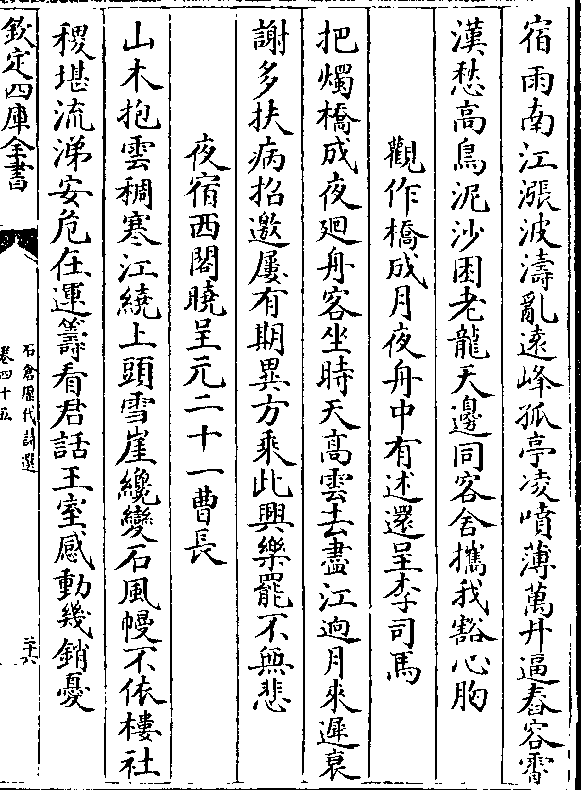 宿雨南江漲波濤亂遠峰孤亭凌噴薄萬井逼舂容霄
漢愁高鳥泥沙困老龍天邊同客舍攜我豁心胸
觀作橋成月夜舟中有述還呈李司馬
把燭橋成夜廻舟客坐時天高雲去盡江迥月來遲衰
謝多扶病招邀屢有期異方乘此興樂罷不無悲
夜宿西閣曉呈元二十一曹長
山木抱雲稠寒江繞上頭雪崖纔變石風幔不依樓社
稷堪流涕安危在運籌看君話王室感動幾銷憂
欽定四庫全書
石倉歷代詩選
卷四十五
二十六